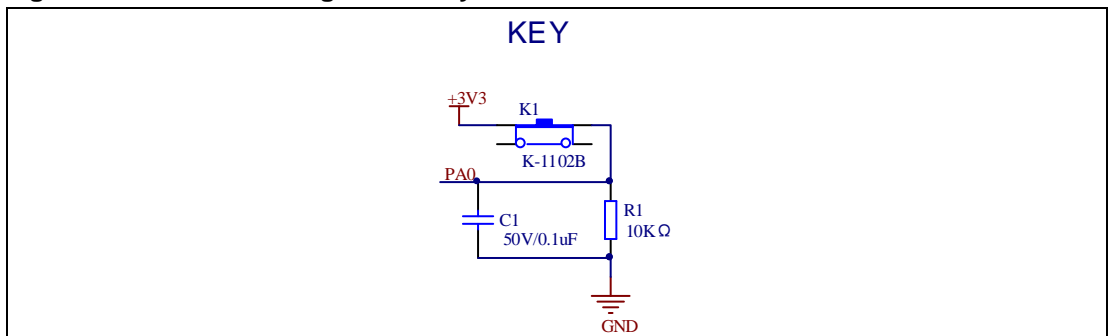 KEY
+3V3
K1
K-1102B
PA0
C1
50V/0.1uF
R1
10KΩ
GND